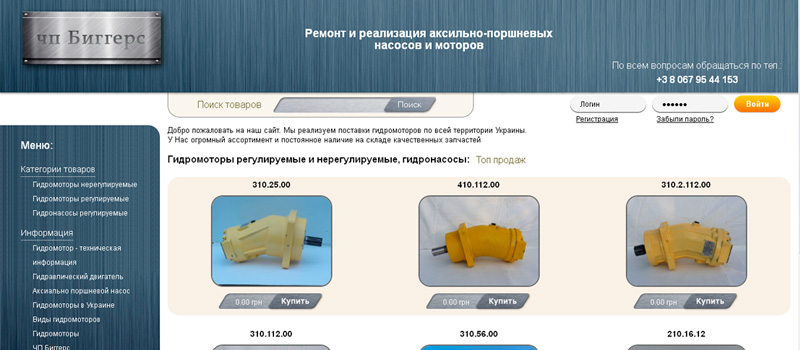 чп Биггерс
Ремонт и реализация аксильно-поршневых
насосов и моторов
По всем вопросам обращаться по тел.:
+3 8 067 95 44 153
Поиск товаров
Поиск
Логин
••••••
Войти
Регистрация
Забыли пароль?
Добро пожаловать на наш сайт. Мы реализуем поставки гидромоторов по всей территории Украины.
У Нас огромный ассортимент и постоянное наличие на складе качественных запчастей
Гидромоторы регулируемые и нерегулируемые, гидронасосы: Топ продаж
Меню:
Категории товаров
Гидромоторы нерегулируемые
Гидромоторы регулируемые
Гидронасосы регулируемые
Информация
Гидромотор - техническая
информация
Гидравлический двигатель
Аксиально поршневой насос
Гидромоторы в Украине
Виды гидромоторов
Гидромоторы
ЧП Биггерс
310.25.00
410.112.00
310.2.112.00
0.00 грн Купить
0.00 грн Купить
0.00 грн Купить
310.112.00
310.56.00
210.16.12